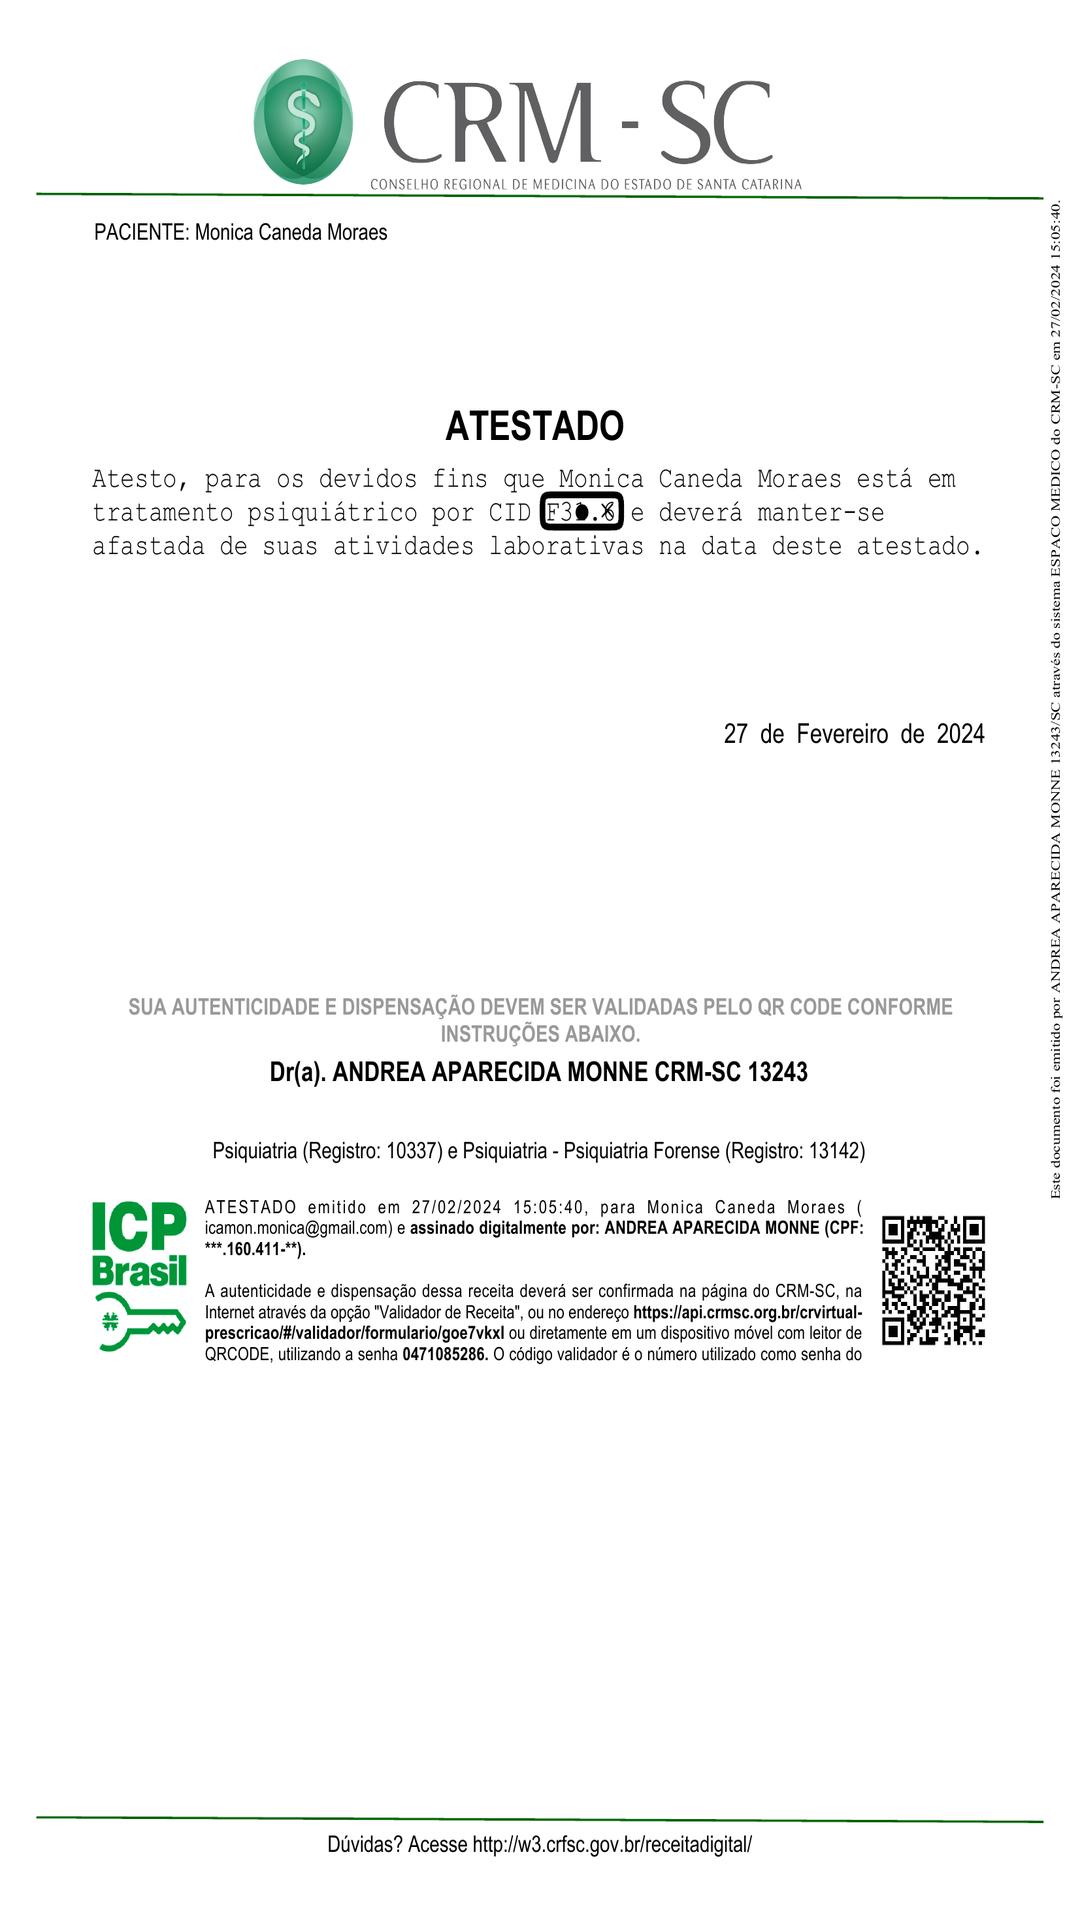 CRM - SC
CONSELHO REGIONAL DE MEDICINA DO ESTADO DE SANTA CATARINA
PACIENTE: Monica Caneda Moraes
ATESTADO
Atesto, para os devidos fins que Monica Caneda Moraes está em
tratamento psiquiátrico por CID e deverá manter-se
afastada de suas atividades laborativas na data deste atestado.
27 de Fevereiro de 2024
SUA AUTENTICIDADE E DISPENSAÇÃO DEVEM SER VALIDADAS PELO QR CODE CONFORME
INSTRUÇÕES ABAIXO.
Dr(a). ANDREA APARECIDA MONNE CRM-SC 13243
Psiquiatria (Registro: 10337) e Psiquiatria - Psiquiatria Forense (Registro: 13142)
ICP
Brasil
ATESTADO emitido em 27/02/2024 15:05:40, para Monica Caneda Moraes (
icamon.monica@gmail.com) e assinado digitalmente por: ANDREA APARECIDA MONNE (CPF:
***.160.411-**).
A autenticidade e dispensação dessa receita deverá ser confirmada na página do CRM-SC, na
Internet através da opção "Validador de Receita", ou no endereço https://api.crmsc.org.br/crvirtual-
prescricao/#/validador/formulario/goe7vkxl ou diretamente em um dispositivo móvel com leitor de
QRCODE, utilizando a senha 0471085286. O código validador é o número utilizado como senha do
Este documento foi emitido por ANDREA APARECIDA MONNE 13243/SC através do sistema ESPACO MEDICO do CRM-SC em 27/02/2024 15:05:40.
Dúvidas? Acesse http://w3.crfsc.gov.br/receitadigital/